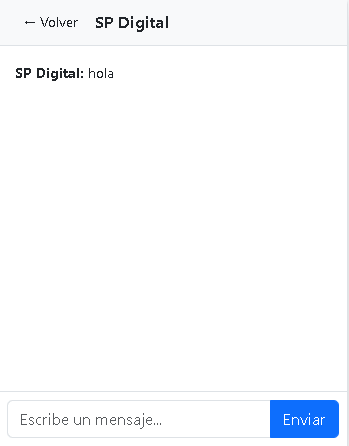 ← Volver SP Digital
SP Digital: hola
Escribe un mensaje... Enviar